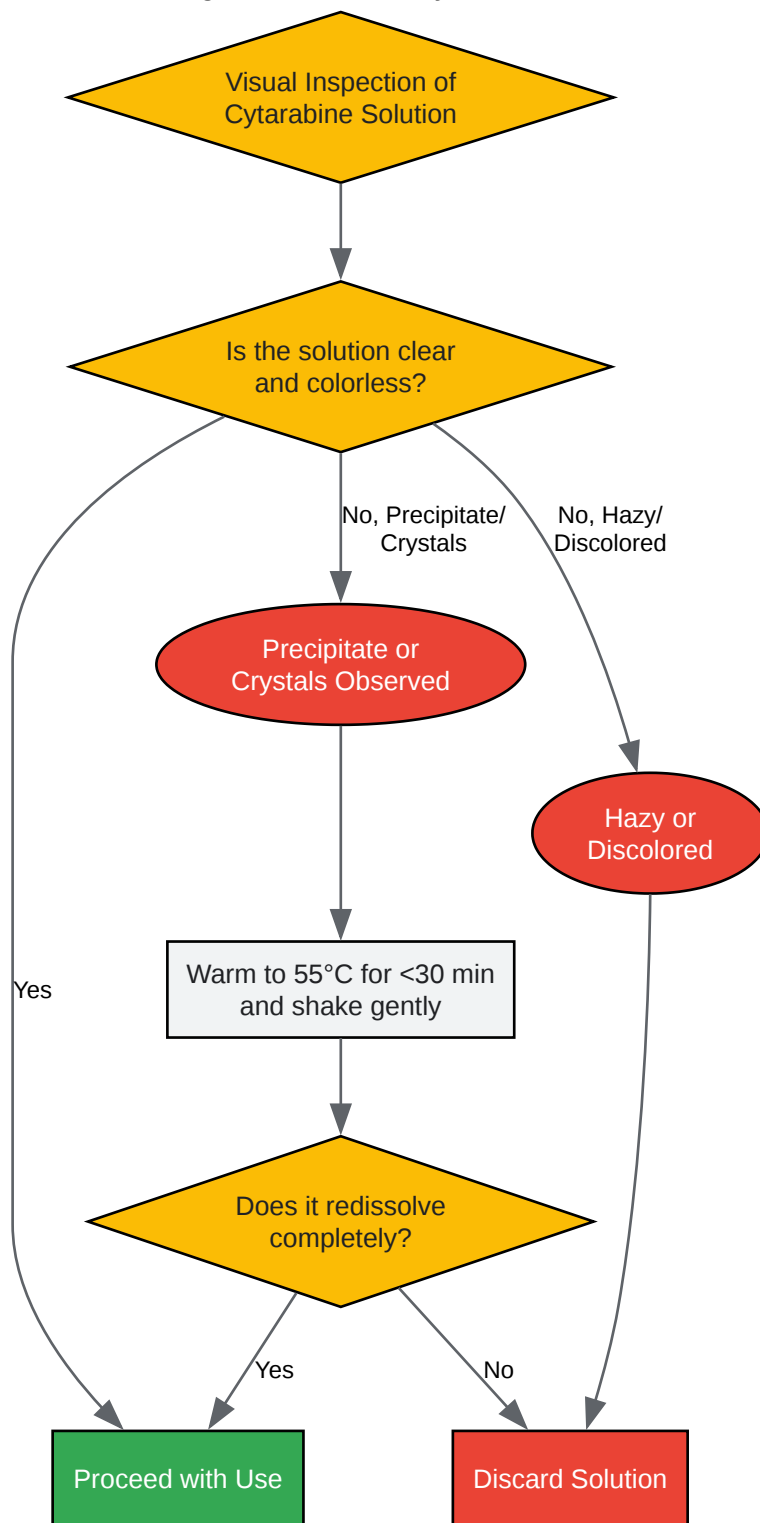 Visual Inspection of
Cytarabine Solution
Is the solution clear
and colorless?
No, Precipitate/
Crystals
No, Hazy/
Discolored
Precipitate or
Crystals Observed
Hazy or
Discolored
Warm to 55°C for <30 min
and shake gently
Yes
Does it redissolve
completely?
Yes
No
Proceed with Use
Discard Solution